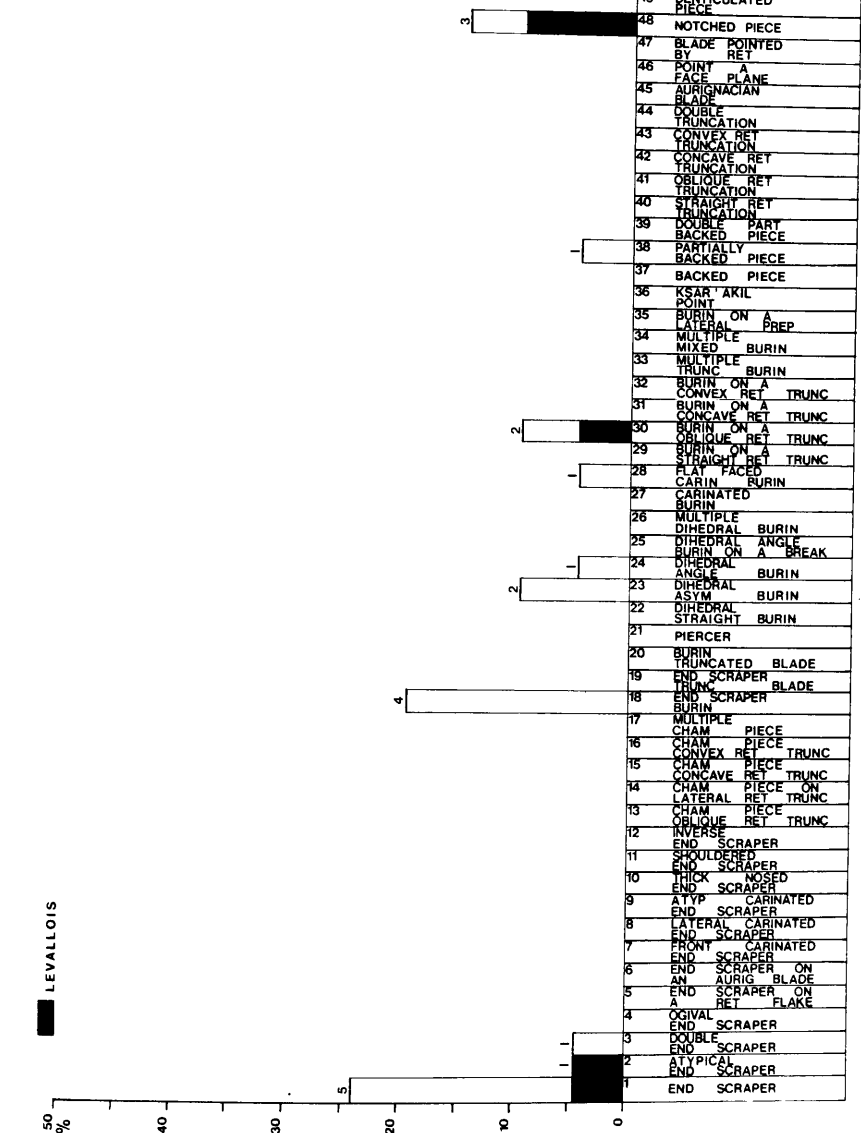 DENTICULATED
PIECE
48 NOTCHED PIECE
3
47 BLADE POINTED
BY RET
46 POINT A
FACE PLANE
45 AURIGNACIAN
BLADE
44 DOUBLE
TRUNCATION
43 CONVEX RET
TRUNCATION
42 CONCAVE RET
TRUNCATION
41 OBLIQUE RET
TRUNCATION
40 STRAIGHT RET
TRUNCATION
39 DOUBLE PART
BACKED PIECE
38 PARTIALLY
BACKED PIECE
1
37 BACKED PIECE
36 KSAR'AKIL
POINT
35 BURIN ON A
LATERAL PREP
34 MULTIPLE
MIXED BURIN
33 MULTIPLE
TRUNC BURIN
32 BURIN ON A
CONVEX RET TRUNC
31 BURIN ON A
CONCAVE RET TRUNC
30 BURIN ON A
OBLIQUE RET TRUNC
2
29 BURIN ON A
STRAIGHT RET TRUNC
28 FLAT FACED
CARIN BURIN
1
27 CARINATED
BURIN
26 MULTIPLE
DIHEDRAL BURIN
25 DIHEDRAL ANGLE
BURIN ON A BREAK
24 DIHEDRAL
ANGLE BURIN
1
23 DIHEDRAL
ASYM BURIN
2
22 DIHEDRAL
STRAIGHT BURIN
21 PIERCER
20 BURIN
TRUNCATED BLADE
19 END SCRAPER
TRUNC BLADE
18 END SCRAPER
BURIN
4
17 MULTIPLE
CHAM PIECE
16 CHAM PIECE
CONVEX RET TRUNC
15 CHAM PIECE
CONCAVE RET TRUNC
14 CHAM PIECE ON
LATERAL RET TRUNC
13 CHAM PIECE
OBLIQUE RET TRUNC
12 INVERSE
END SCRAPER
11 SHOULDERED
END SCRAPER
10 THICK NOSED
END SCRAPER
9 ATYP CARINATED
END SCRAPER
8 LATERAL CARINATED
END SCRAPER
7 FRONT CARINATED
END SCRAPER
6 END SCRAPER ON
AN AURIG BLADE
5 END SCRAPER ON
A RET FLAKE
4 OGIVAL
END SCRAPER
3 DOUBLE
END SCRAPER
1
2 ATYPICAL
END SCRAPER
1
1 END SCRAPER
5
LEVALLOIS
50
%
40
30
20
10
0